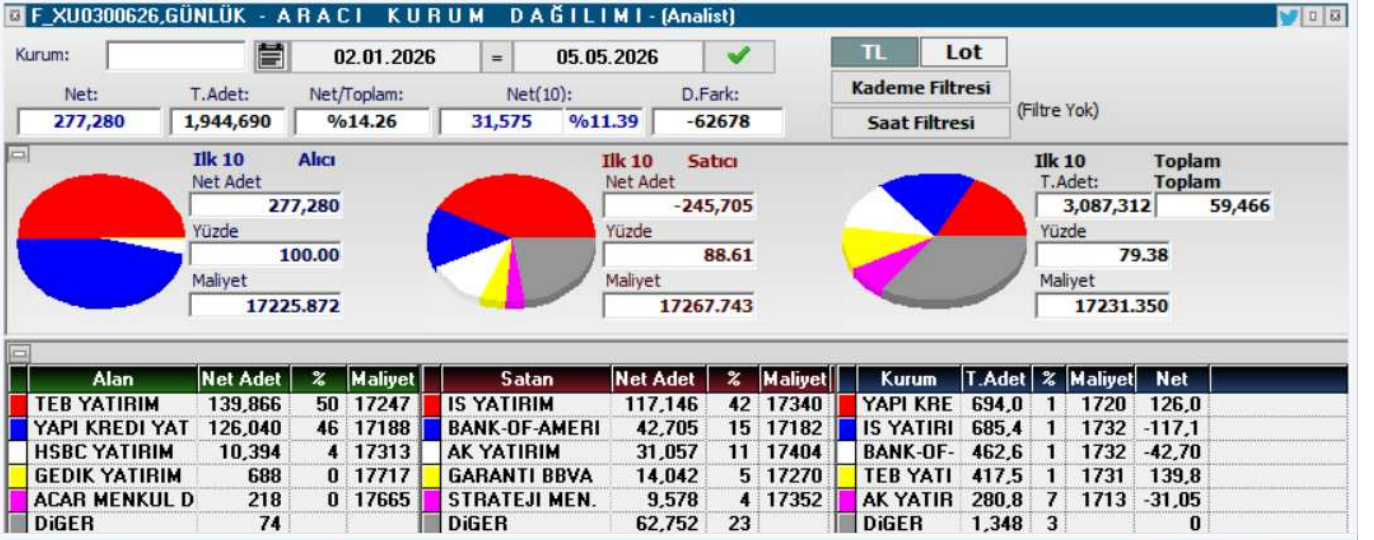 F_XU0300626,GÜNLÜK - ARACI KURUM DAĞILIMI - (Analist)
Kurum: 02.01.2026 = 05.05.2026 TL Lot
Kademe Filtresi
Net: T.Adet: Net/Toplam: Net(10): D.Fark:
277,280 1,944,690 %14.26 31,575 %11.39 -62678
Saat Filtresi (Filtre Yok)
Ilk 10 Alıcı Ilk 10 Satıcı Ilk 10 Toplam
Net Adet Net Adet T.Adet: Toplam
277,280 -245,705 3,087,312 59,466
Yüzde Yüzde Yüzde
100.00 88.61 79.38
Maliyet Maliyet Maliyet
17225.872 17267.743 17231.350
Alan Net Adet % Maliyet Satan Net Adet % Maliyet Kurum T.Adet % Maliyet Net
TEB YATIRIM 139,866 50 17247 IS YATIRIM 117,146 42 17340 YAPI KRE 694,0 1 1720 126,0
YAPI KREDI YAT 126,040 46 17188 BANK-OF-AMERI 42,705 15 17182 IS YATIRI 685,4 1 1732 -117,1
HSBC YATIRIM 10,394 4 17313 AK YATIRIM 31,057 11 17404 BANK-OF- 462,6 1 1732 -42,70
GEDIK YATIRIM 688 0 17717 GARANTI BBVA 14,042 5 17270 TEB YATI 417,5 1 1731 139,8
ACAR MENKUL D 218 0 17665 STRATEJI MEN. 9,578 4 17352 AK YATIR 280,8 7 1713 -31,05
DiGER 74 DiGER 62,752 23 DiGER 1,348 3 0